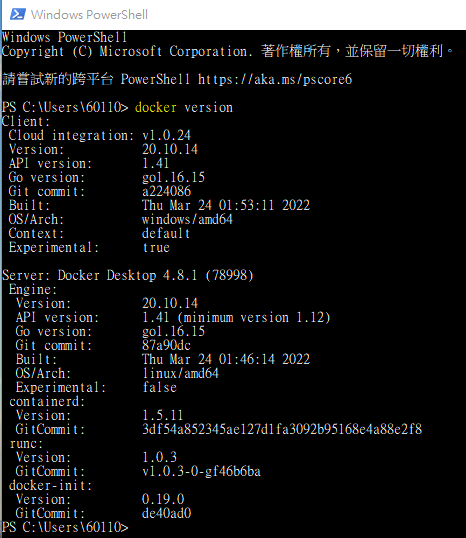 Windows PowerShell
Windows PowerShell
Copyright (C) Microsoft Corporation. 著作權所有，並保留一切權利。
請嘗試新的跨平台 PowerShell https://aka.ms/pscore6
PS C:\Users\60110> docker version
Client:
 Cloud integration: v1.0.24
 Version:           20.10.14
 API version:       1.41
 Go version:        go1.16.15
 Git commit:        a224086
 Built:             Thu Mar 24 01:53:11 2022
 OS/Arch:           windows/amd64
 Context:           default
 Experimental:      true
Server: Docker Desktop 4.8.1 (78998)
 Engine:
  Version:          20.10.14
  API version:      1.41 (minimum version 1.12)
  Go version:       go1.16.15
  Git commit:       87a90dc
  Built:            Thu Mar 24 01:46:14 2022
  OS/Arch:          linux/amd64
  Experimental:     false
 containerd:
  Version:          1.5.11
  GitCommit:        3df54a852345ae127d1fa3092b95168e4a88e2f8
 runc:
  Version:          1.0.3
  GitCommit:        v1.0.3-0-gf46b6ba
 docker-init:
  Version:          0.19.0
  GitCommit:        de40ad0
PS C:\Users\60110>